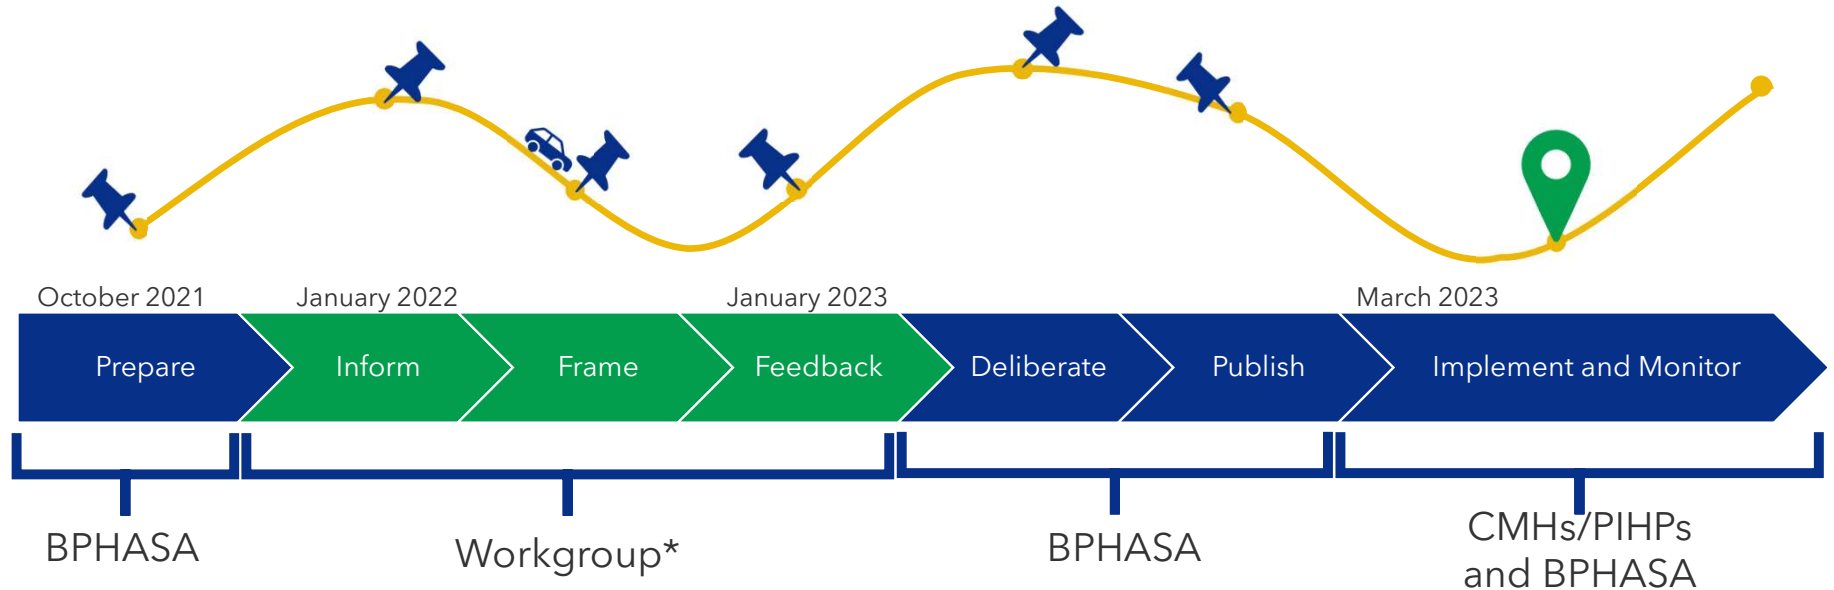 October 2021
January 2022
January 2023
March 2023
Prepare
Inform
Frame
Feedback
Deliberate
Publish
Implement and Monitor
BPHASA
Workgroup*
BPHASA
CMHs/PIHPs
and BPHASA